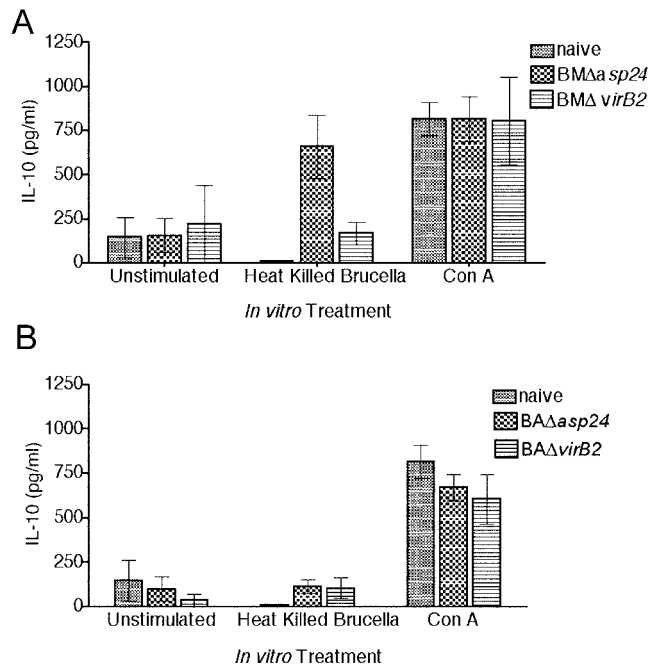 A
1250
1000
750
500
250
0
IL-10 (pg/ml)
naive
BMΔasp24
BMΔ virB2
Unstimulated
Heat Killed Brucella
Con A
In vitro Treatment
B
1250
1000
750
500
250
0
IL-10 (pg/ml)
naive
BAΔasp24
BAΔvirB2
Unstimulated
Heat Killed Brucella
Con A
In vitro Treatment